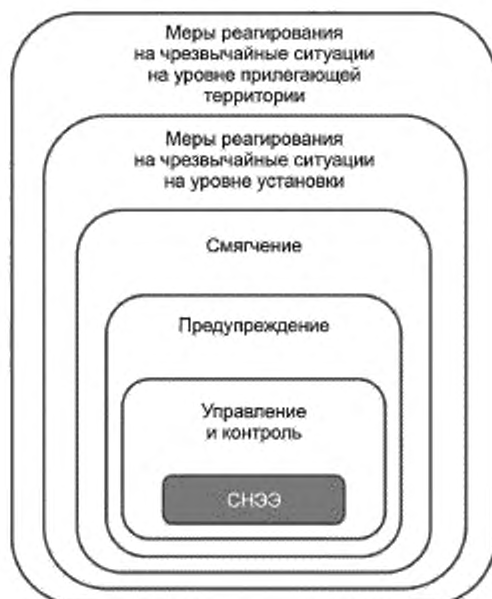 Меры реагирования
на чрезвычайные ситуации
на уровне прилегающей
территории
Меры реагирования
на чрезвычайные ситуации
на уровне установки
Смягчение
Предупреждение
Управление
и контроль
СНЭЭ